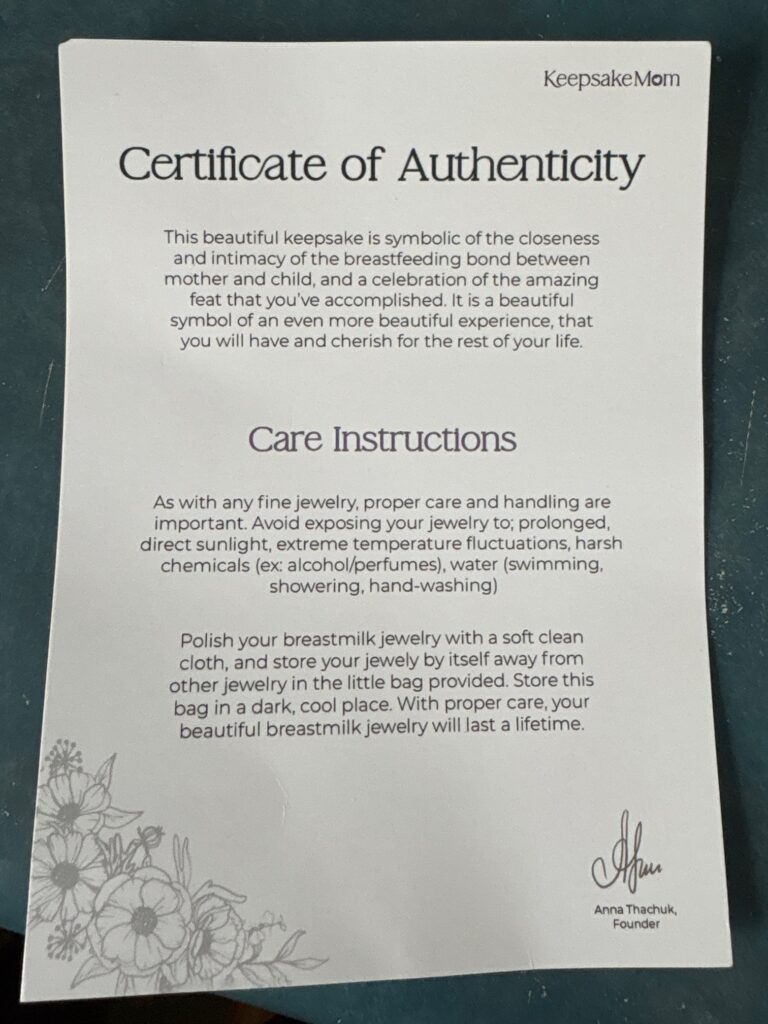 KeepsakeMom
Certificate of Authenticity
This beautiful keepsake is symbolic of the closeness
and intimacy of the breastfeeding bond between
mother and child, and a celebration of the amazing
feat that you've accomplished. It is a beautiful
symbol of an even more beautiful experience, that
you will have and cherish for the rest of your life.
Care Instructions
As with any fine jewelry, proper care and handling are
important. Avoid exposing your jewelry to; prolonged,
direct sunlight, extreme temperature fluctuations, harsh
chemicals (ex: alcohol/perfumes), water (swimming,
showering, hand-washing)
Polish your breastmilk jewelry with a soft clean
cloth, and store your jewely by itself away from
other jewelry in the little bag provided. Store this
bag in a dark, cool place. With proper care, your
beautiful breastmilk jewelry will last a lifetime.
Anna Thachuk,
Founder